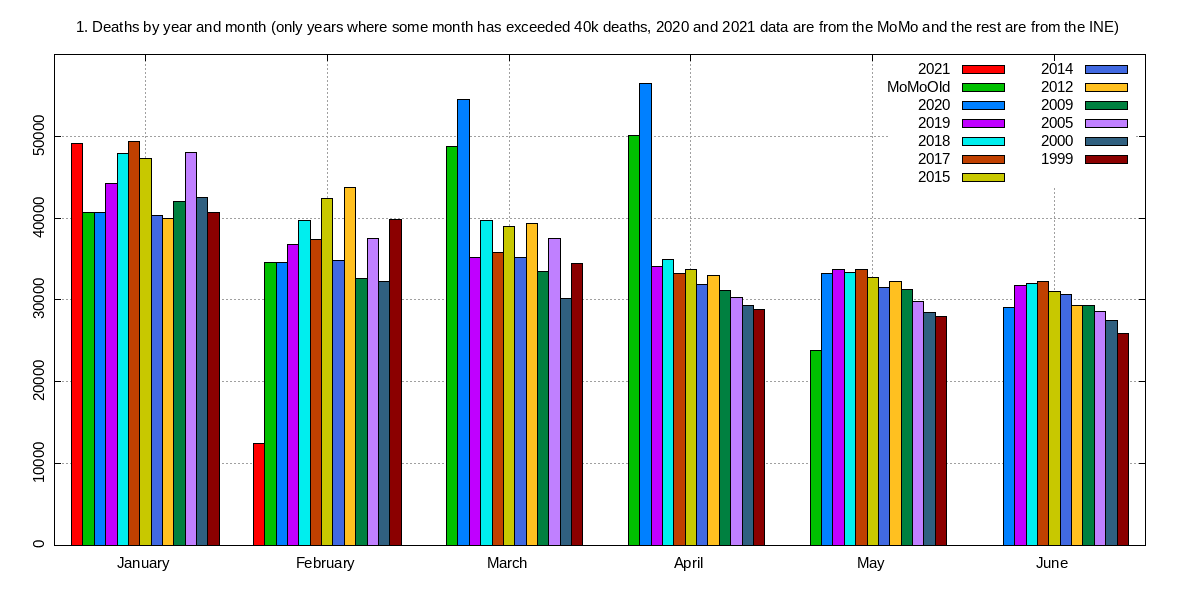 1. Deaths by year and month (only years where some month has exceeded 40k deaths, 2020 and 2021 data are from the MoMo and the rest are from the INE)
2021
MoMoOld
2020
2019
2018
2017
2015
2014
2012
2009
2005
2000
1999
50000
40000
30000
20000
10000
0
January
February
March
April
May
June